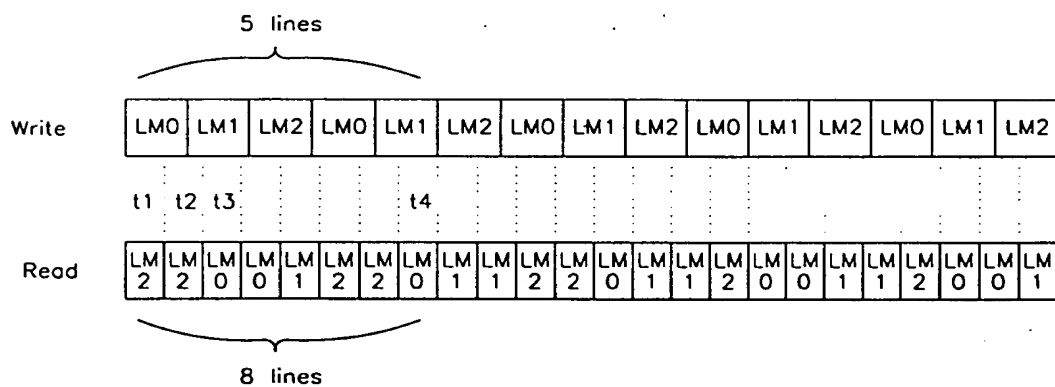 5 lines
Write LM0 LM1 LM2 LM0 LM1 LM2 LM0 LM1 LM2 LM0 LM1 LM2 LM0 LM1 LM2
t1 t2 t3 t4
Read LM LM LM LM LM LM LM LM LM LM LM LM LM LM LM LM LM LM LM LM LM LM LM LM
2 2 0 0 1 2 2 0 1 1 2 2 0 1 1 2 0 0 1 1 2 0 0 1
8 lines